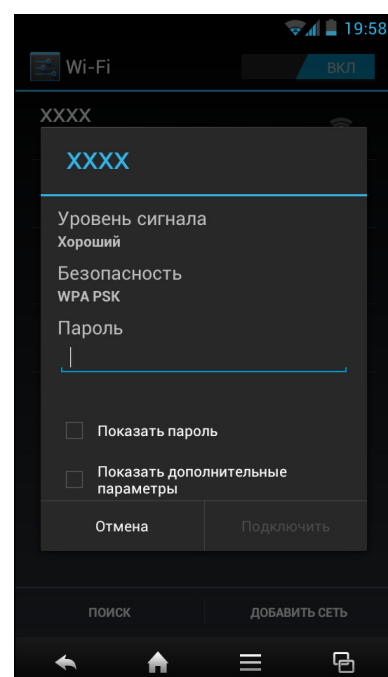 19:58
Wi-Fi
ВКЛ
XXXX
XXXX
Уровень сигнала
Хороший
Безопасность
WPA PSK
Пароль
Показать пароль
Показать дополнительные
параметры
Отмена
Подключить
ПОИСК
ДОБАВИТЬ СЕТЬ